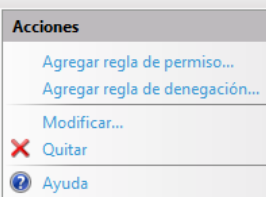 Acciones
Agregar regla de permiso...
Agregar regla de denegación...
Modificar...
Quitar
Ayuda